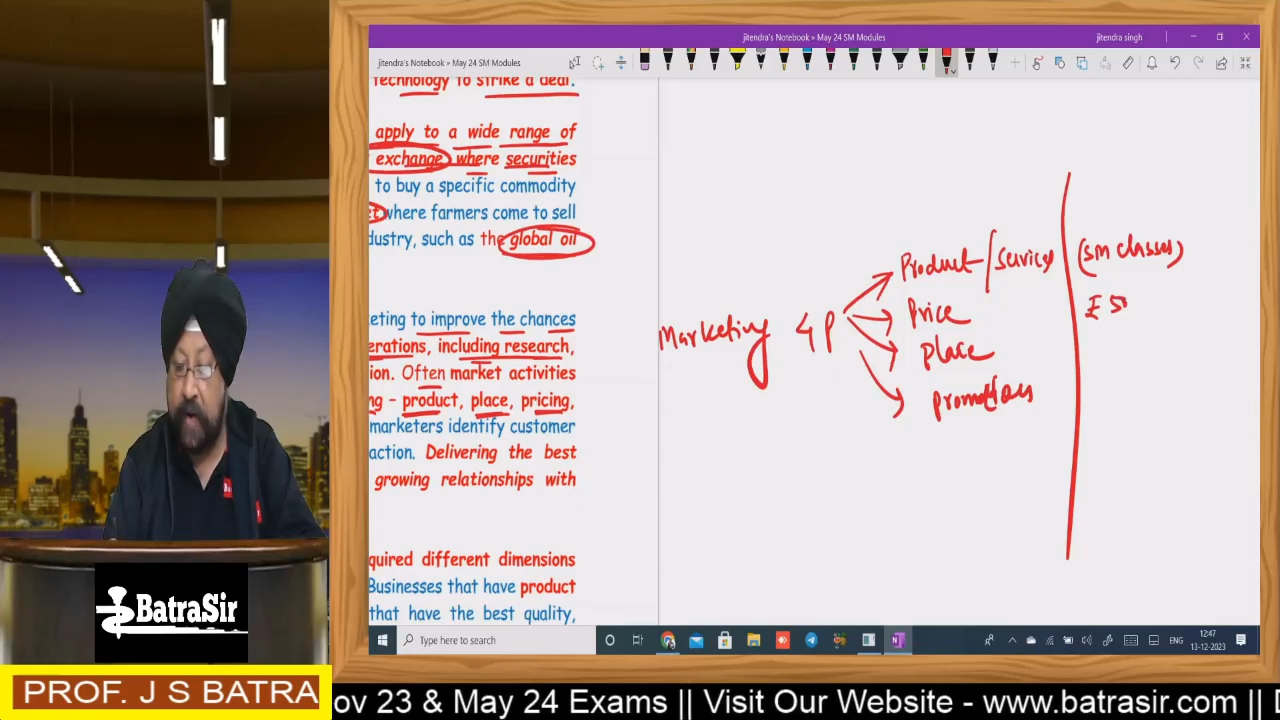 jitendra's Notebook » May 24 SM Modules
jitendra singh
jitendra's Notebook » May 24 SM Modules
technology to strike a deal.
apply to a wide range of
exchange where securities
to buy a specific commodity
where farmers come to sell
dustry, such as the global oil
eting to improve the chances
erations, including research,
ion. Often market activities
ng – product, place, pricing,
marketers identify customer
action. Delivering the best
growing relationships with
quired different dimensions
Businesses that have product
that have the best quality,
Marketing 4P
Product/Services
Price
place
promotions
(SM classes)
Type here to search
ENG
12:47
13-12-2023
BatraSir
PROF. J S BATRA
ov 23 & May 24 Exams || Visit Our Website - www.batrasir.com ||